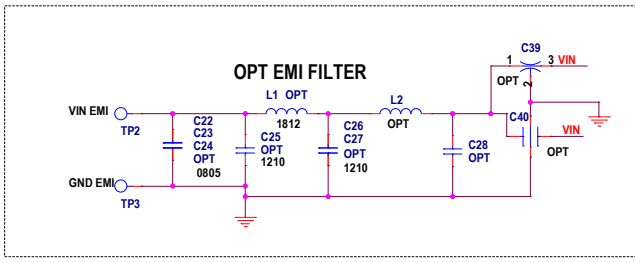 OPT EMI FILTER
C39
1
3
VIN
OPT
2
L1 OPT
1812
L2
OPT
VIN EMI
TP2
C22
C23
C24
OPT
0805
C25
OPT
1210
C26
C27
OPT
1210
C28
OPT
C40
VIN
OPT
GND EMI
TP3